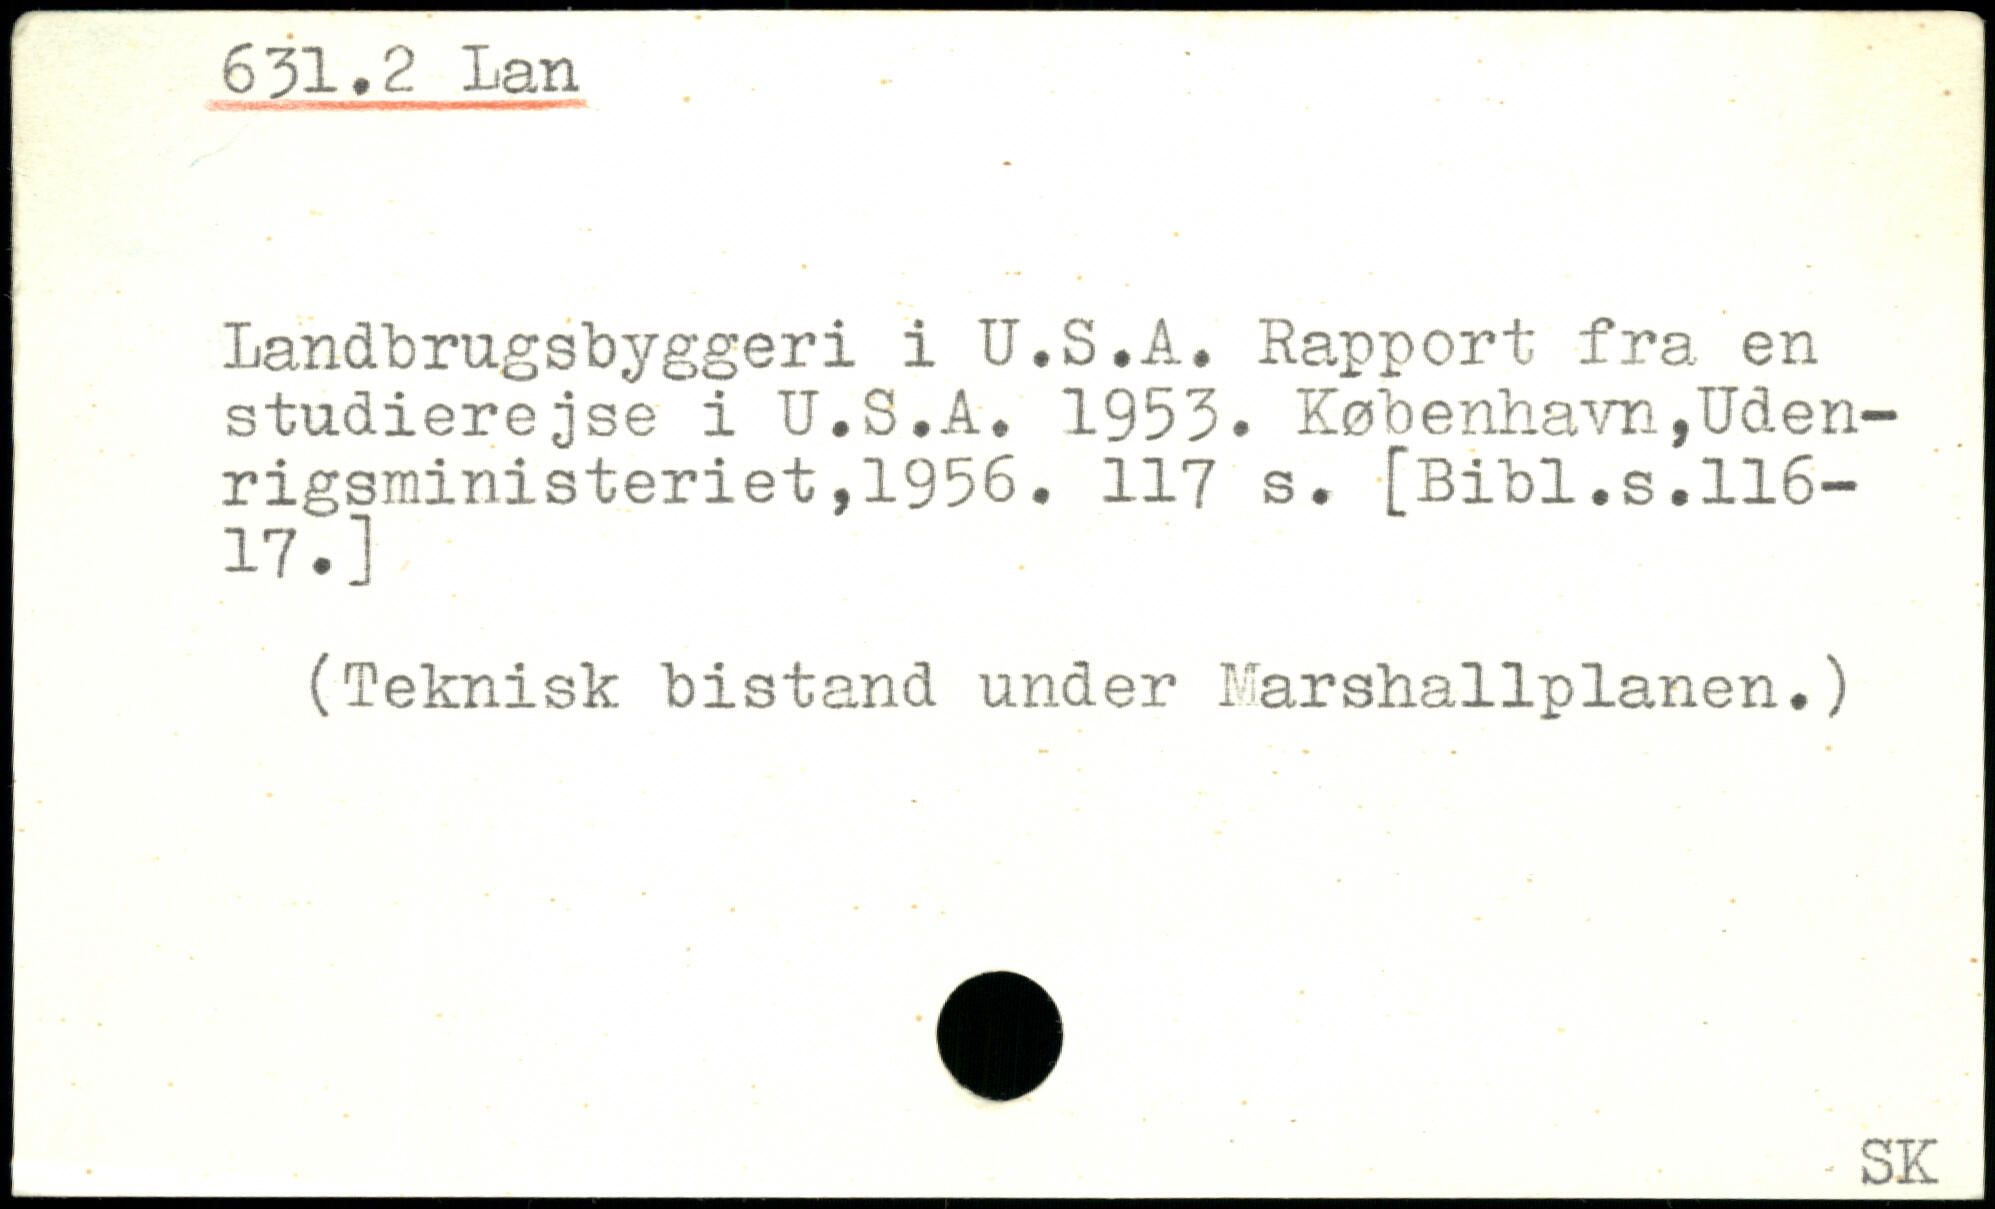 631.2 Lan
Landbrugsbyggeri i U.S.A. Rapport fra en
studierejse i U.S.A. 1953. København,Uden-
rigsministeriet,1956. 117 s. [Bibl.s.116-
17.]
(Teknisk bistand under Marshallplanen.)
SK